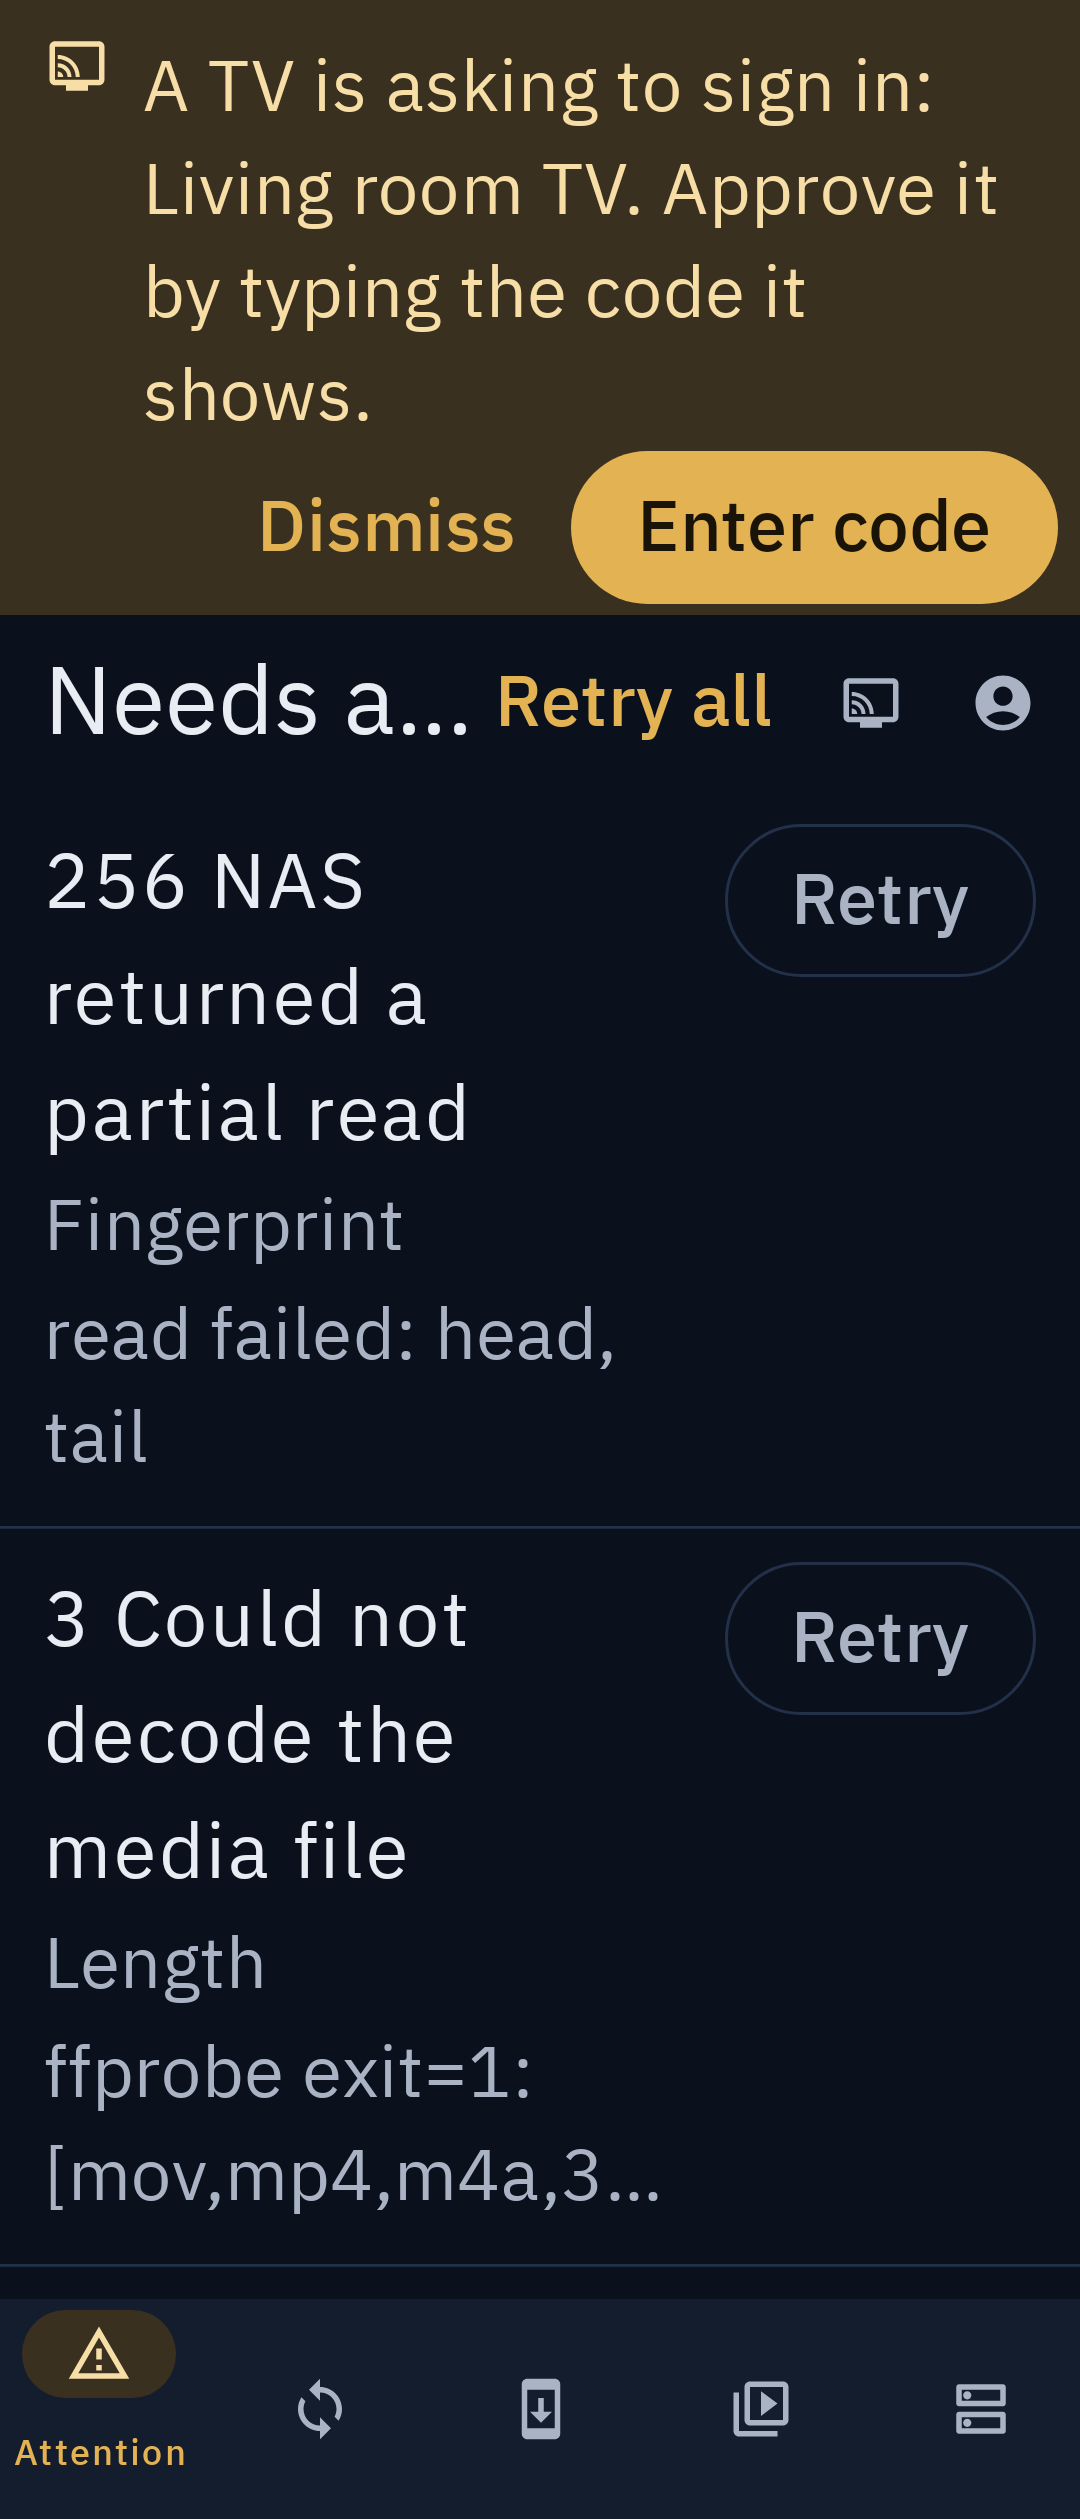 A TV is asking to sign in:
Living room TV. Approve it
by typing the code it
shows.
Dismiss
Enter code
Needs a...
Retry all
256 NAS
returned a
partial read
Retry
Fingerprint
read failed: head,
tail
3 Could not
decode the
media file
Retry
Length
ffprobe exit=1:
[mov,mp4,m4a,3...
Attention